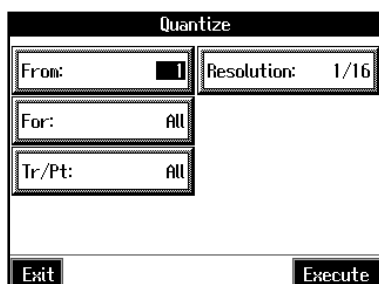 Quantize
From: 1 Resolution: 1/16
For: All
Tr/Pt: All
Exit Execute